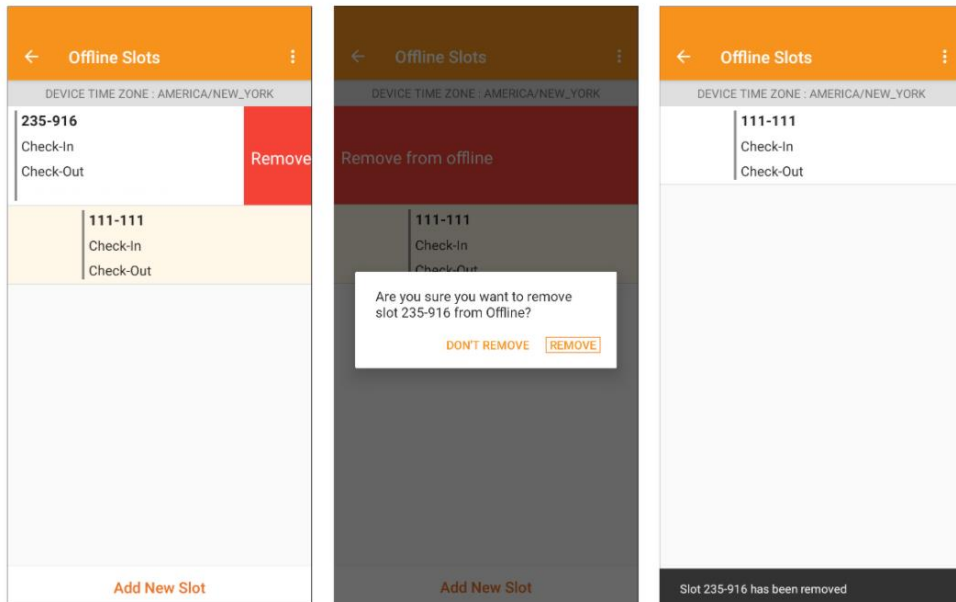 Offline Slots
DEVICE TIME ZONE : AMERICA/NEW_YORK
235-916
Check-In
Check-Out
Remove
111-111
Check-In
Check-Out
Add New Slot
Offline Slots
DEVICE TIME ZONE : AMERICA/NEW_YORK
Remove from offline
111-111
Check-In
Check-Out
Are you sure you want to remove
slot 235-916 from Offline?
DON'T REMOVE REMOVE
Add New Slot
Offline Slots
DEVICE TIME ZONE : AMERICA/NEW_YORK
111-111
Check-In
Check-Out
Slot 235-916 has been removed